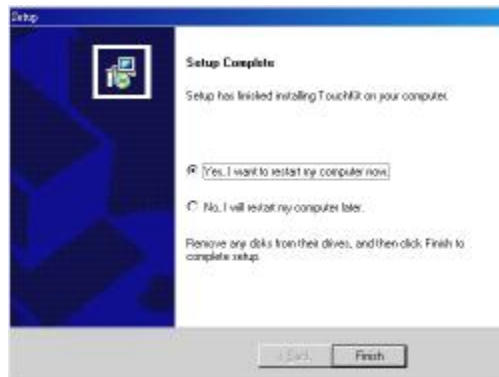 Setup
Setup Complete
Setup has finished installing TouchKit on your computer.
Yes, I want to restart my computer now.
No, I will restart my computer later.
Remove any disks from their drives, and then click Finish to
complete setup.
< Back
Finish